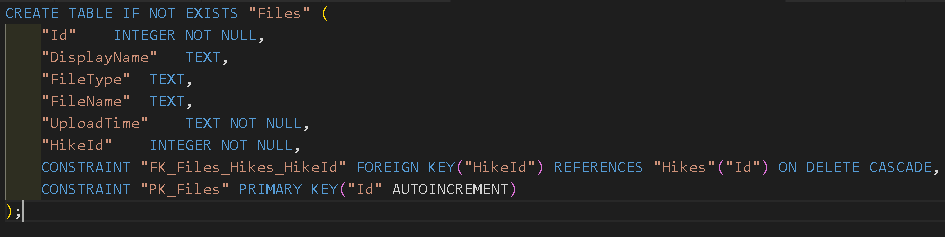 CREATE TABLE IF NOT EXISTS "Files" (
"Id" INTEGER NOT NULL,
"DisplayName" TEXT,
"FileType" TEXT,
"FileName" TEXT,
"UploadTime" TEXT NOT NULL,
"HikeId" INTEGER NOT NULL,
CONSTRAINT "FK_Files_Hikes_HikeId" FOREIGN KEY("HikeId") REFERENCES "Hikes"("Id") ON DELETE CASCADE,
CONSTRAINT "PK_Files" PRIMARY KEY("Id" AUTOINCREMENT)
);